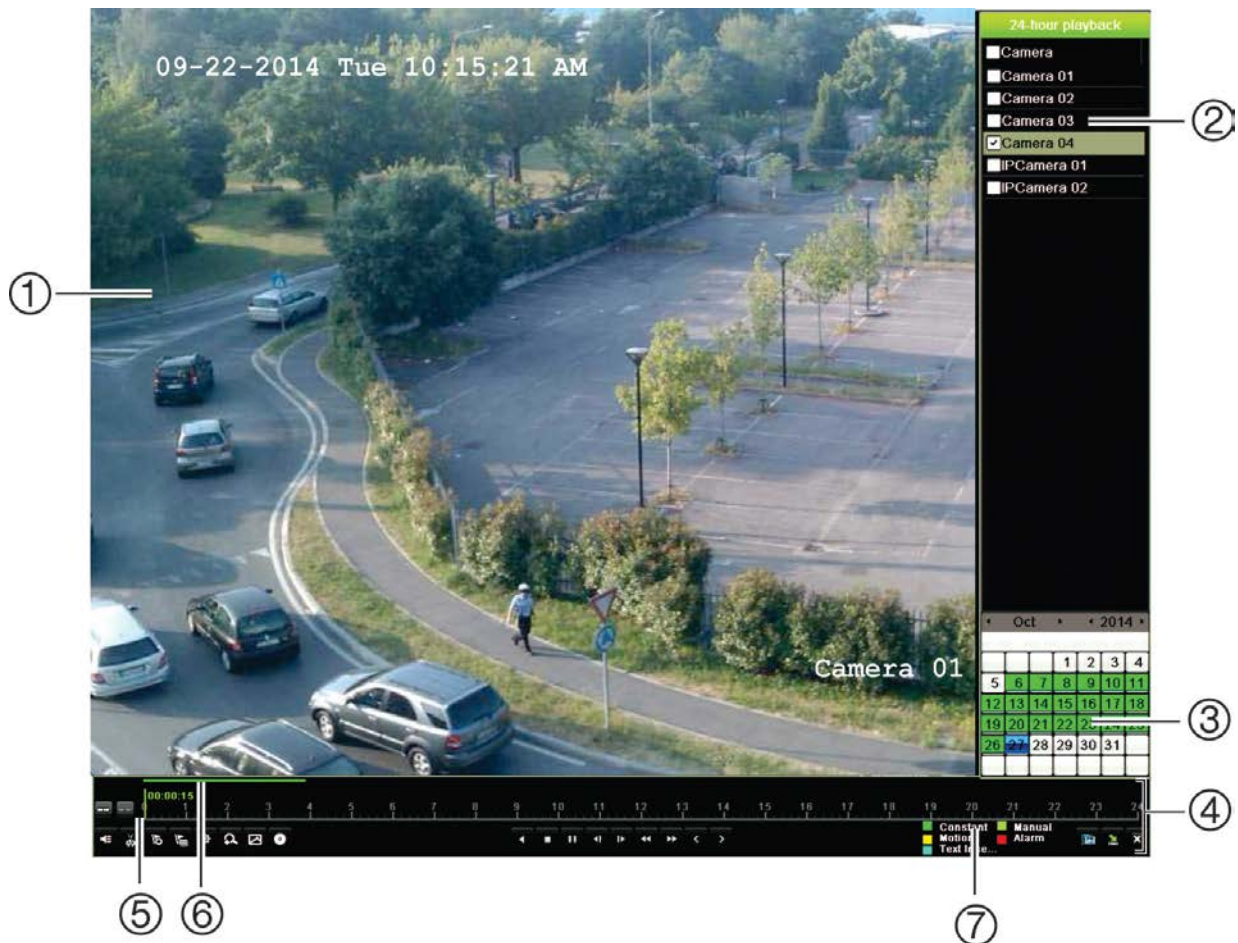 24-hour playback
09-22-2014 Tue 10:15:21 AM
Camera
Camera 01
Camera 02
Camera 03
②
Camera 04
IPCamera 01
IPCamera 02
①
Camera 01
Oct 2014
1 2 3 4
5 6 7 8 9 10 11
12 13 14 15 16 17 18
19 20 21 22 23 24 25
③
26 27 28 29 30 31
00:00:15
0 1 2 3 4 5 6 7 8 9 10 11 12 13 14 15 16 17 18 19 20 21 22 23 24
④
Constant Manual
Motion Alarm
Text Inse...
⑤ ⑥ ⑦